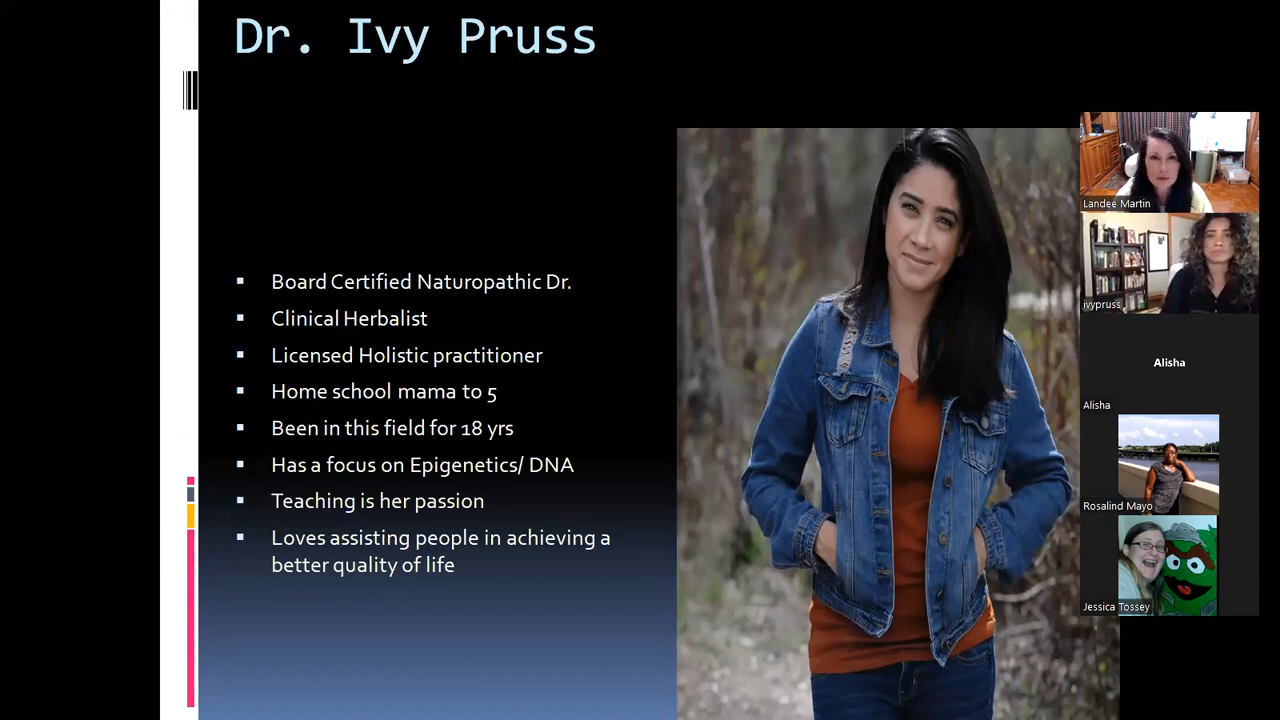 Dr. Ivy Pruss
Board Certified Naturopathic Dr.
Clinical Herbalist
Licensed Holistic practitioner
Home school mama to 5
Been in this field for 18 yrs
Has a focus on Epigenetics/ DNA
Teaching is her passion
Loves assisting people in achieving a
better quality of life
Landee Martin
ivypruss
Alisha
Alisha
Rosalind Mayo
Jessica Tossey